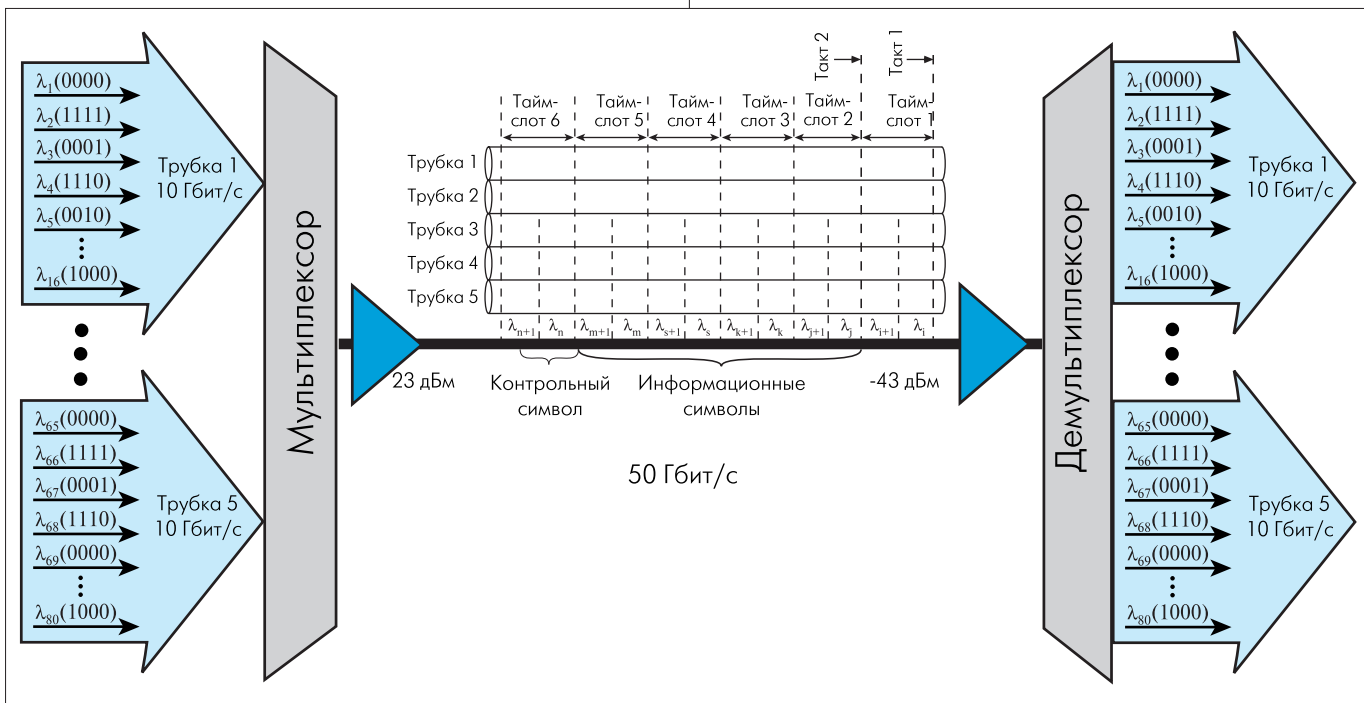 λ1(0000)
λ2(1111)
λ3(0001)
λ4(1110)
λ5(0010)
λ16(1000)
Трубка 1
10 Гбит/с
λ65(0000)
λ66(1111)
λ67(0001)
λ68(1110)
λ69(0000)
λ80(1000)
Трубка 5
10 Гбит/с
Мультиплексор
Такт 2
Такт 1
Тайм-
слот 6
Тайм-
слот 5
Тайм-
слот 4
Тайм-
слот 3
Тайм-
слот 2
Тайм-
слот 1
Трубка 1
Трубка 2
Трубка 3
Трубка 4
Трубка 5
λn+1 λn λm+1 λm λs+1 λs λk+1 λk λj+1 λj λi+1 λi
23 дБм
Контрольный
символ
Информационные
символы
-43 дБм
50 Гбит/с
Демультиплексор
λ1(0000)
λ2(1111)
λ3(0001)
λ4(1110)
λ5(0010)
λ16(1000)
Трубка 1
10 Гбит/с
λ65(0000)
λ66(1111)
λ67(0001)
λ68(1110)
λ69(0000)
λ80(1000)
Трубка 5
10 Гбит/с